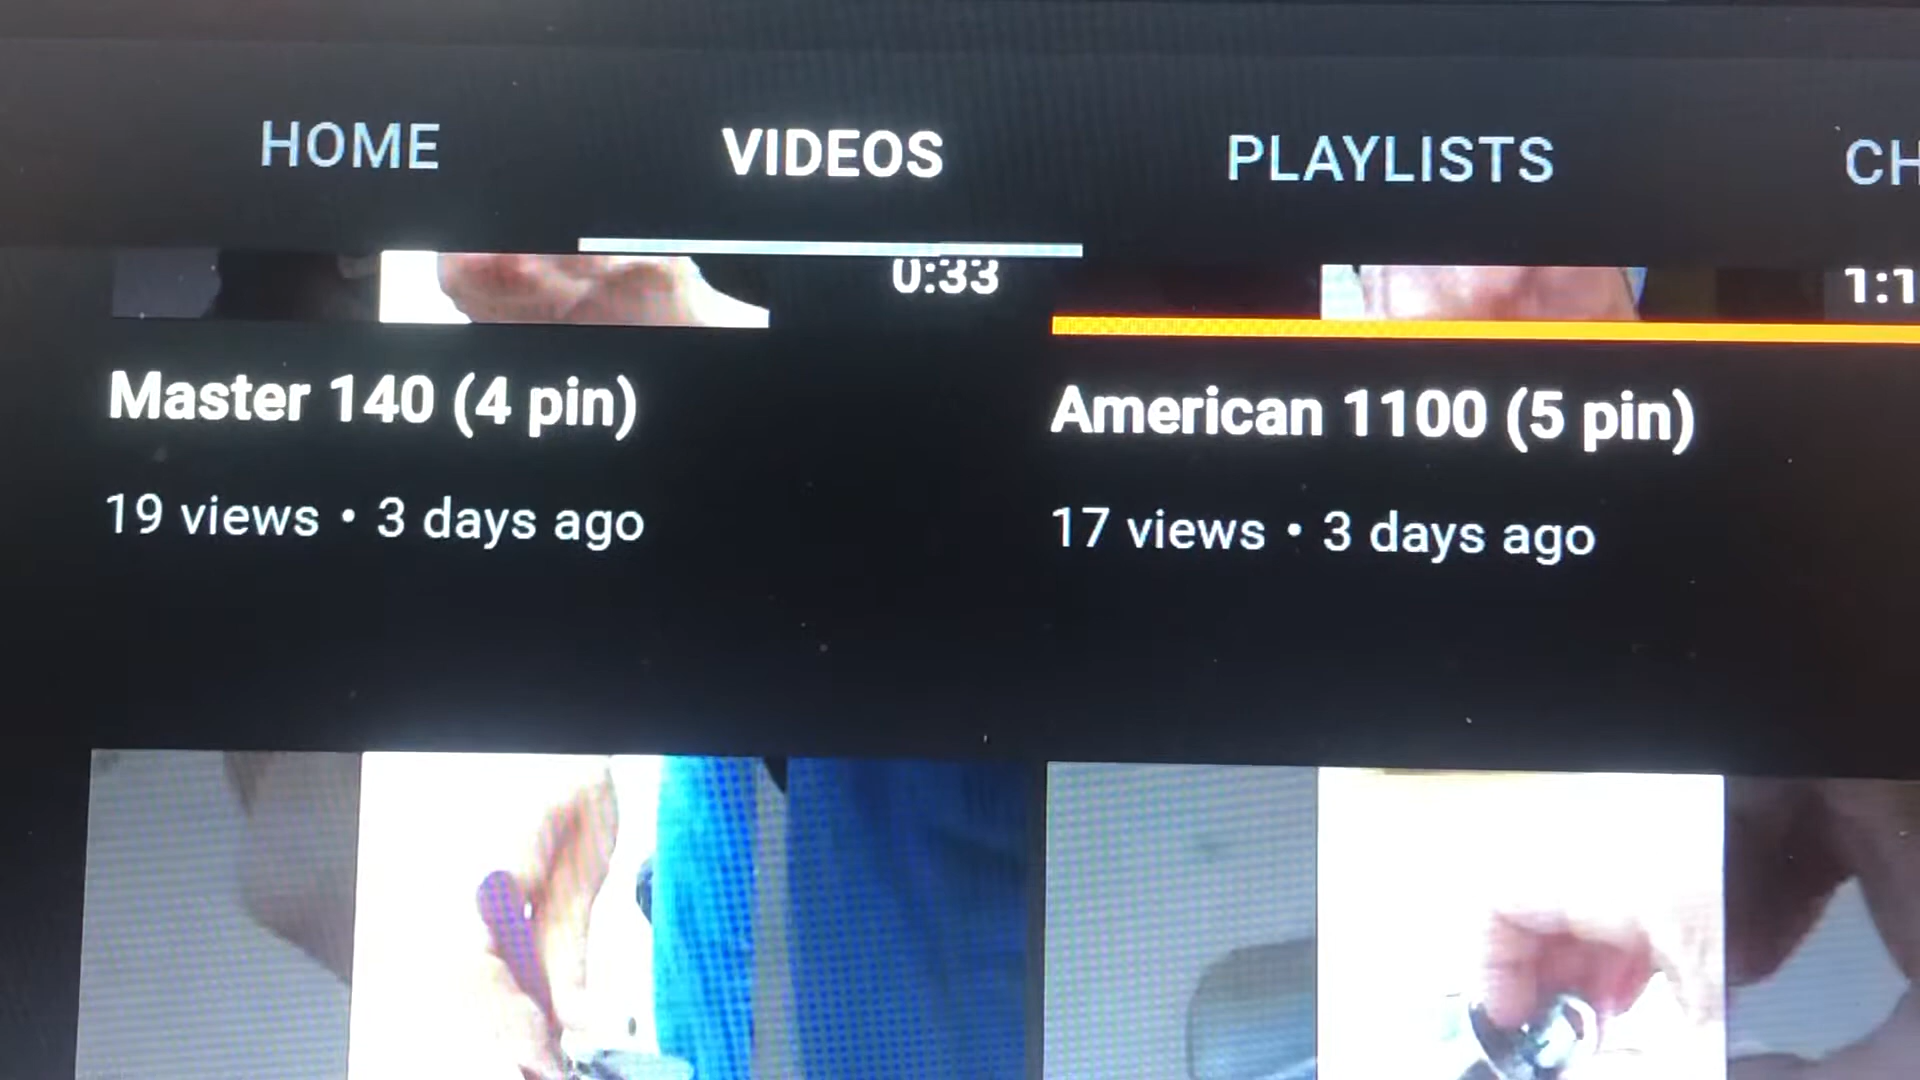 HOME VIDEOS PLAYLISTS
0:33
Master 140 (4 pin)
19 views • 3 days ago
American 1100 (5 pin)
17 views • 3 days ago